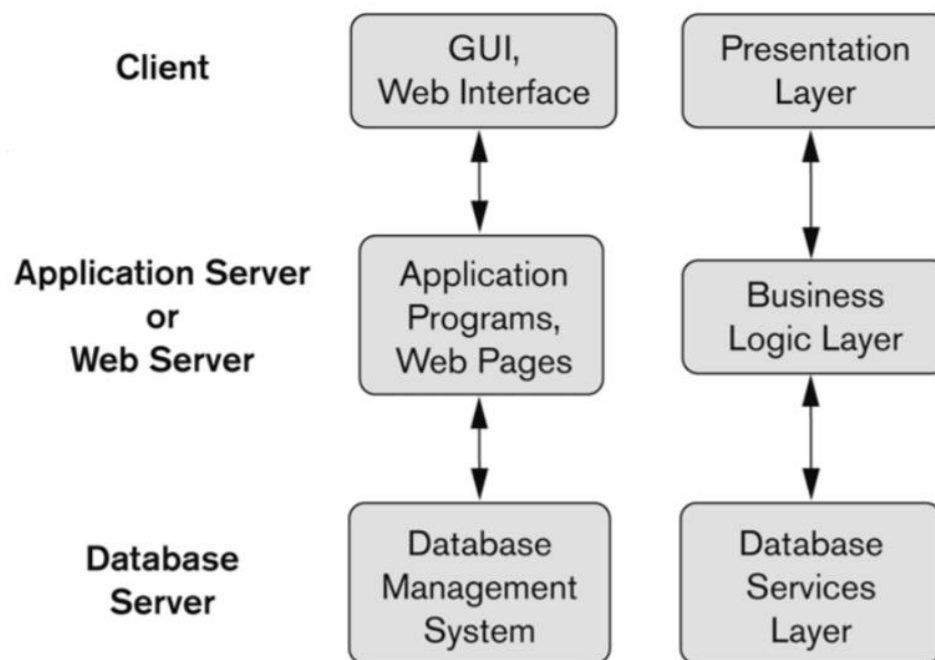 Client
GUI,
Web Interface
Presentation
Layer
Application Server
or
Web Server
Application
Programs,
Web Pages
Business
Logic Layer
Database
Server
Database
Management
System
Database
Services
Layer